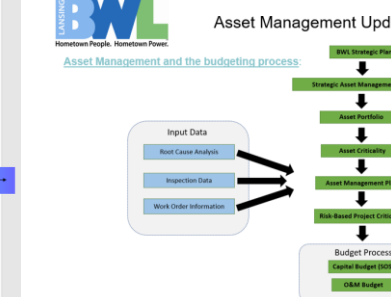 LANSING
BWL
Hometown People. Hometown Power.
Asset Management Upd
Asset Management and the budgeting process:
BWL Strategic Plan
Strategic Asset Manageme
Asset Portfolio
Asset Criticality
Asset Management Pl
Risk-Based Project Critic
Input Data
Root Cause Analysis
Inspection Data
Work Order Information
Budget Process
Capital Budget (SOS
O&M Budget